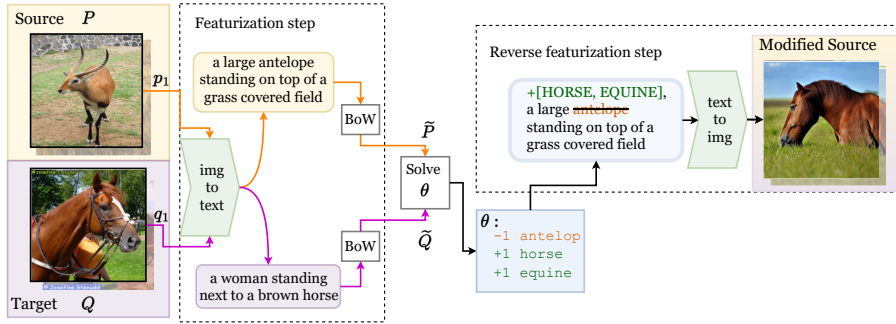 Source P
Featurization step
a large antelope
standing on top of a
grass covered field
p1
BoW
P̃
img
to
text
Solve
θ
q1
BoW
Q̃
a woman standing
next to a brown horse
Target Q
Reverse featurization step
+[HORSE, EQUINE],
a large antelope
standing on top of a
grass covered field
text
to
img
Modified Source
θ:
-1 antelop
+1 horse
+1 equine